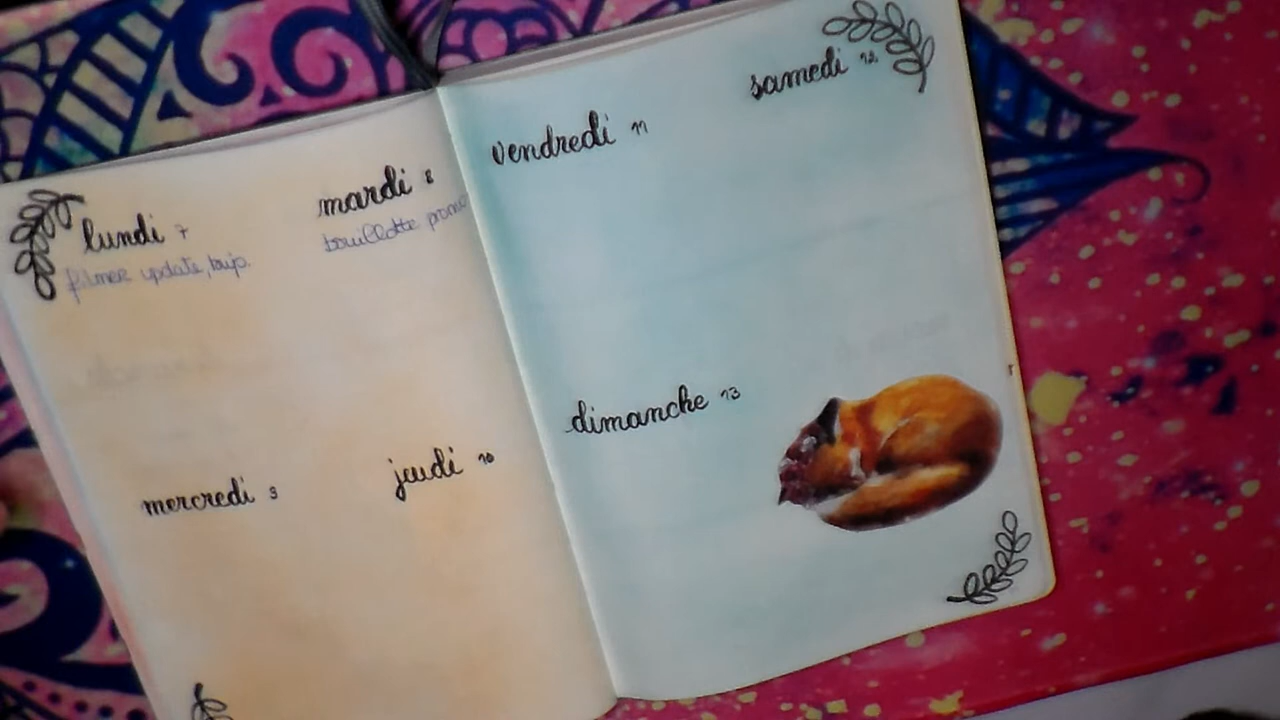 lundi 7
filmer update, trip.
mardi 8
bouillotte promo
mercredi 9
jeudi 10
vendredi 11
samedi 12
dimanche 13